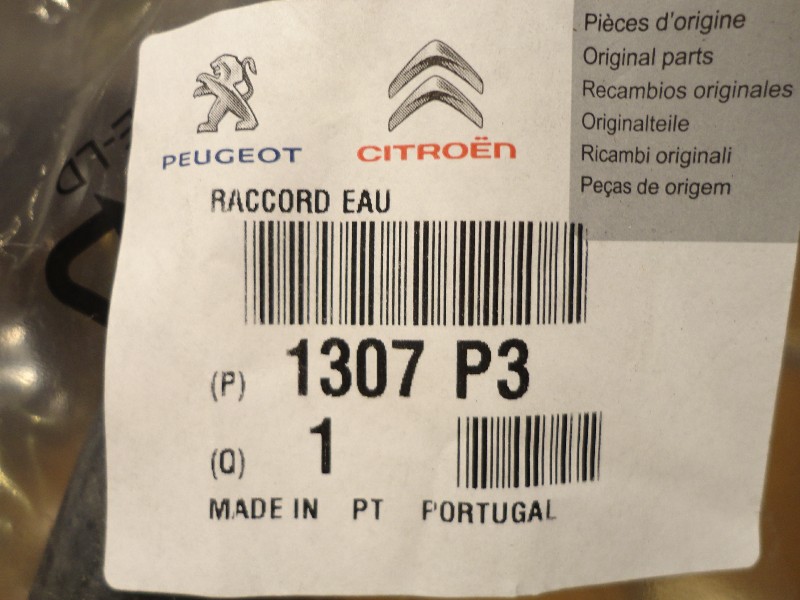 PEUGEOT
CITROËN
Pièces d'origine
Original parts
Recambios originales
Originalteile
Ricambi originali
Peças de origem
RACCORD EAU
(P) 1307 P3
(Q) 1
MADE IN PT PORTUGAL
E-LD